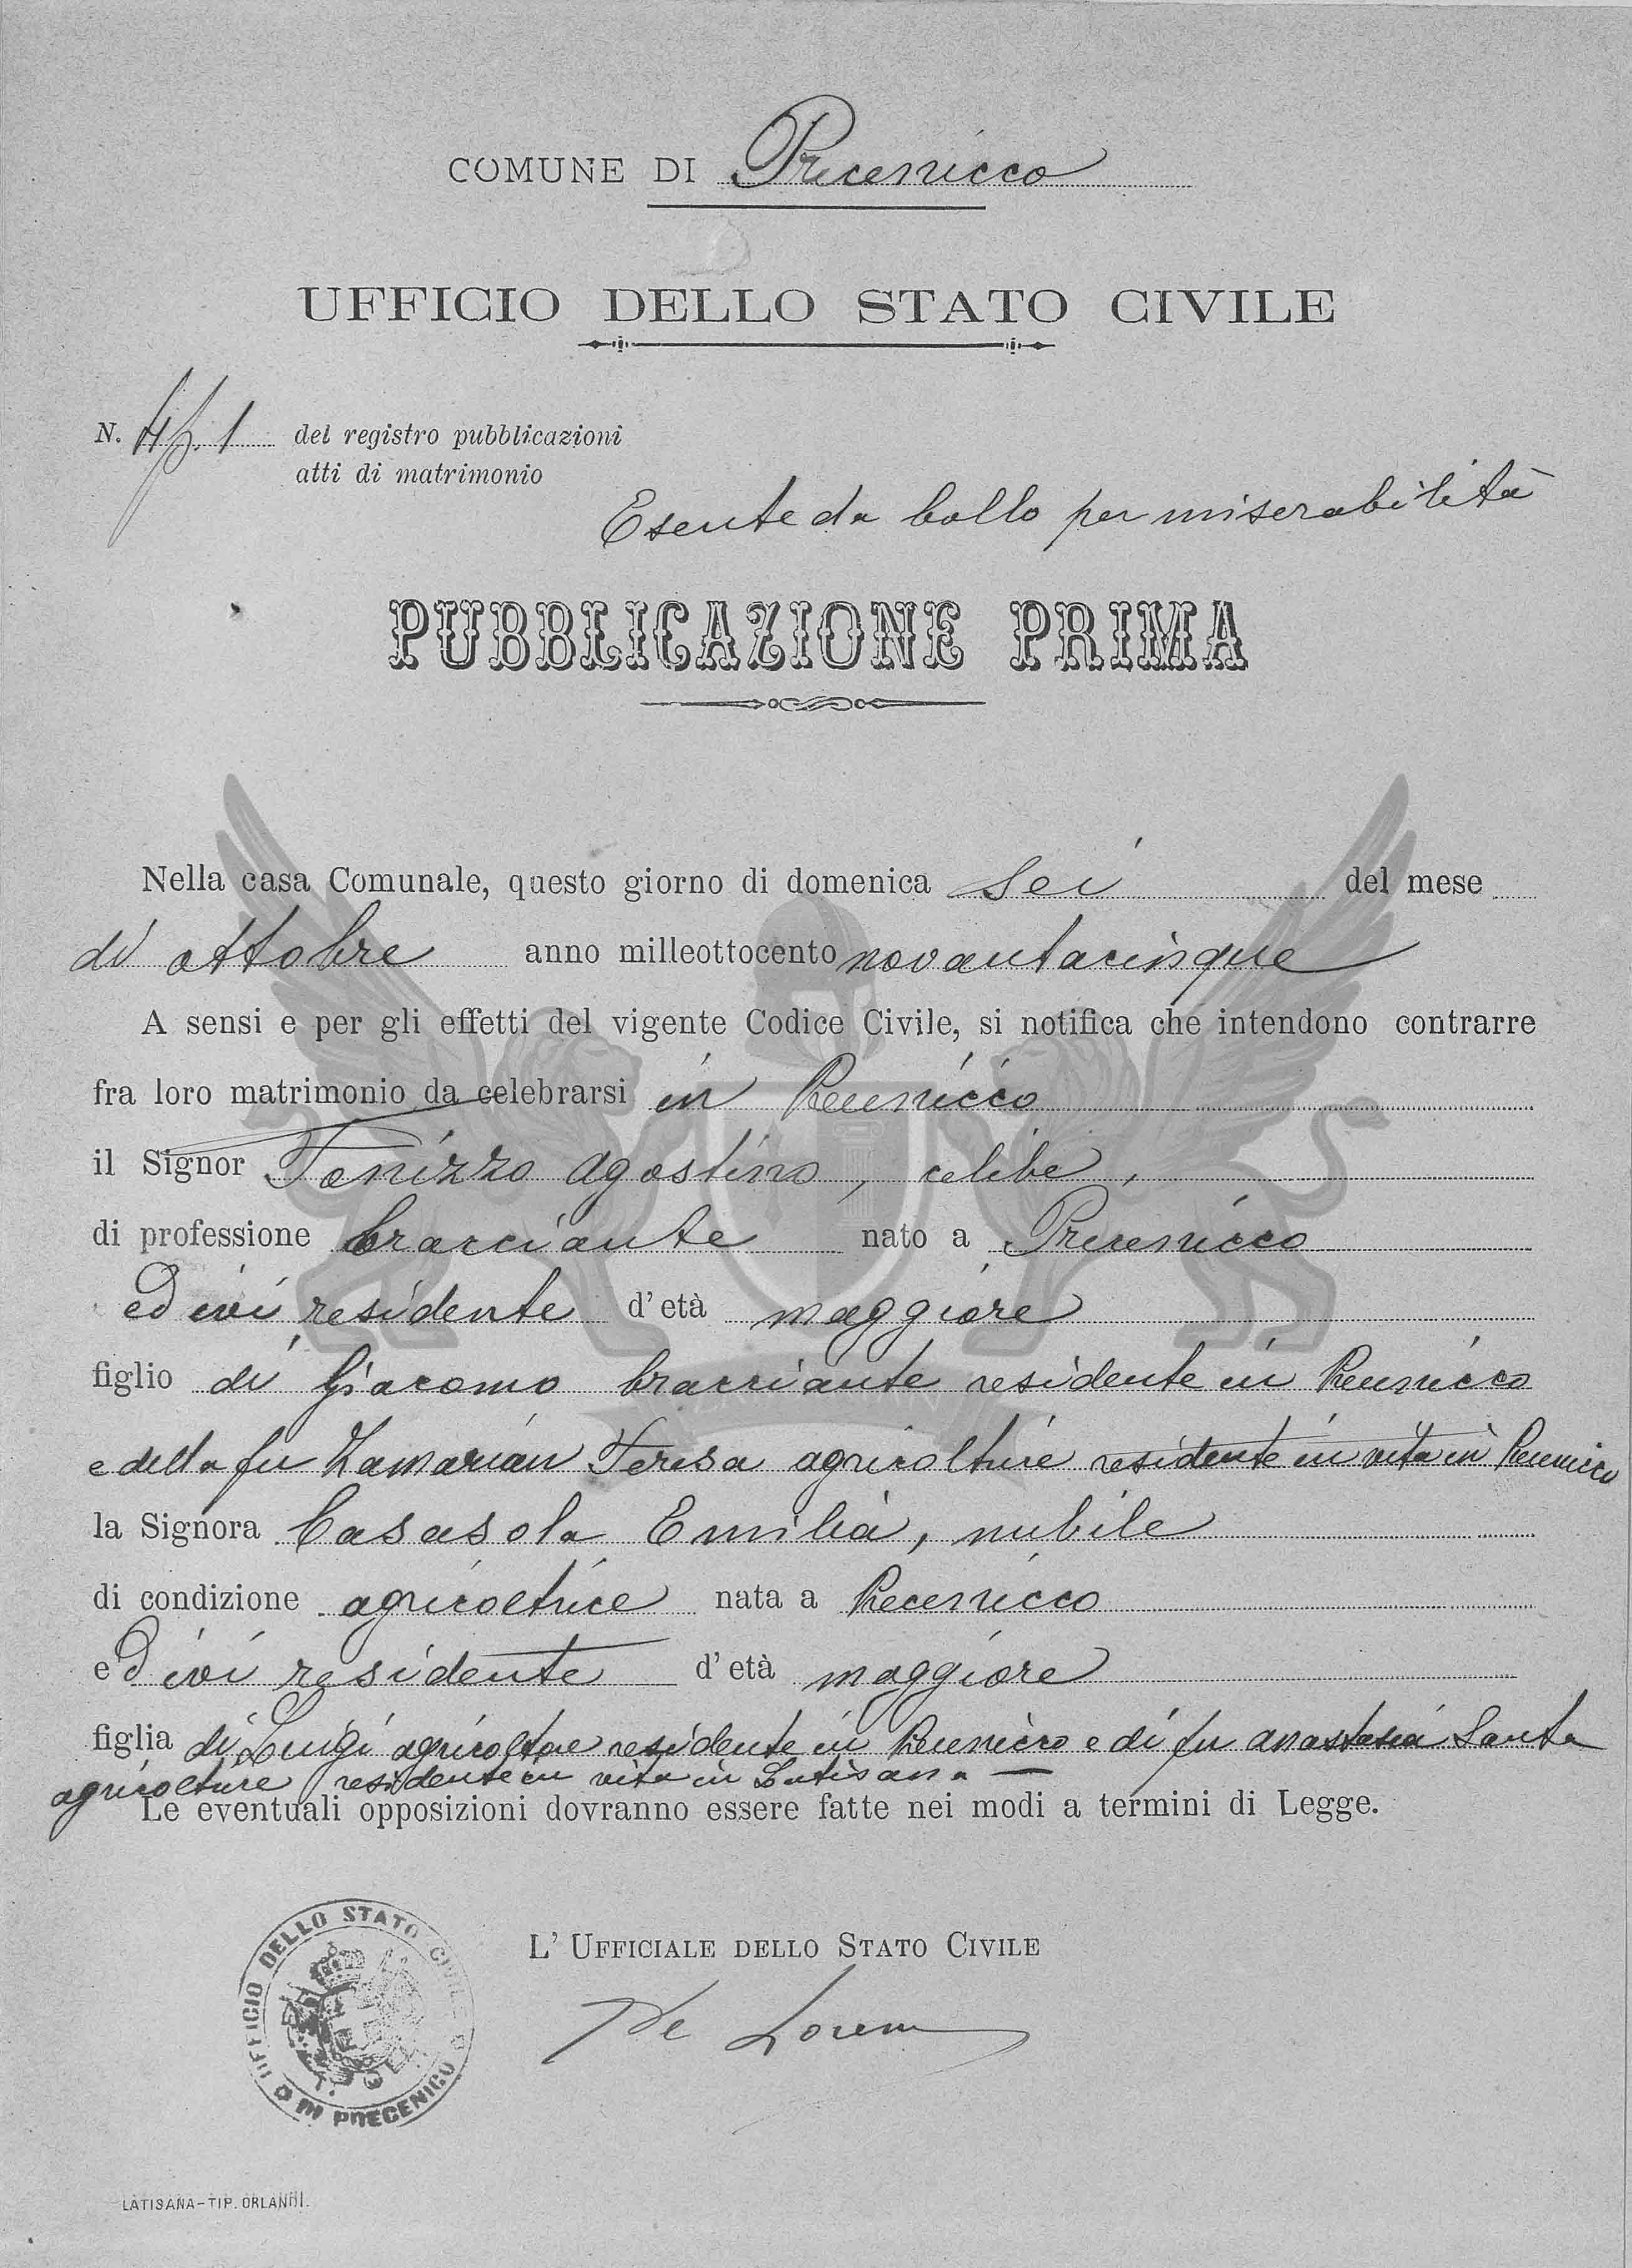 COMUNE DI Precenicco
UFFICIO DELLO STATO CIVILE
N. 4 p. 1 del registro pubblicazioni
atti di matrimonio
Esente da bollo per miserabilità
PUBBLICAZIONE PRIMA
Nella casa Comunale, questo giorno di domenica sei del mese
di ottobre anno milleottocento novantacinque
A sensi e per gli effetti del vigente Codice Civile, si notifica che intendono contrarre
fra loro matrimonio da celebrarsi in Precenicco
il Signor Tonizzo Agostino, celibe,
di professione bracciante nato a Precenicco
ed ivi residente d'età maggiore
figlio di Giacomo bracciante residente in Precenicco
e della fu Zamarian Teresa agricoltrice residente in vita in Precenicco
la Signora Casasola Emilia, nubile
di condizione agricoltrice nata a Precenicco
ed ivi residente d'età maggiore
figlia di Luigi agricoltore residente in Precenicco e di fu Anastasia Santa
agricoltrice residente in vita in Latisana —
Le eventuali opposizioni dovranno essere fatte nei modi a termini di Legge.
L' UFFICIALE DELLO STATO CIVILE
De Loren
UFFICIO DELLO STATO CIVILE DI PRECENICO
LATISANA-TIP. ORLANDI.